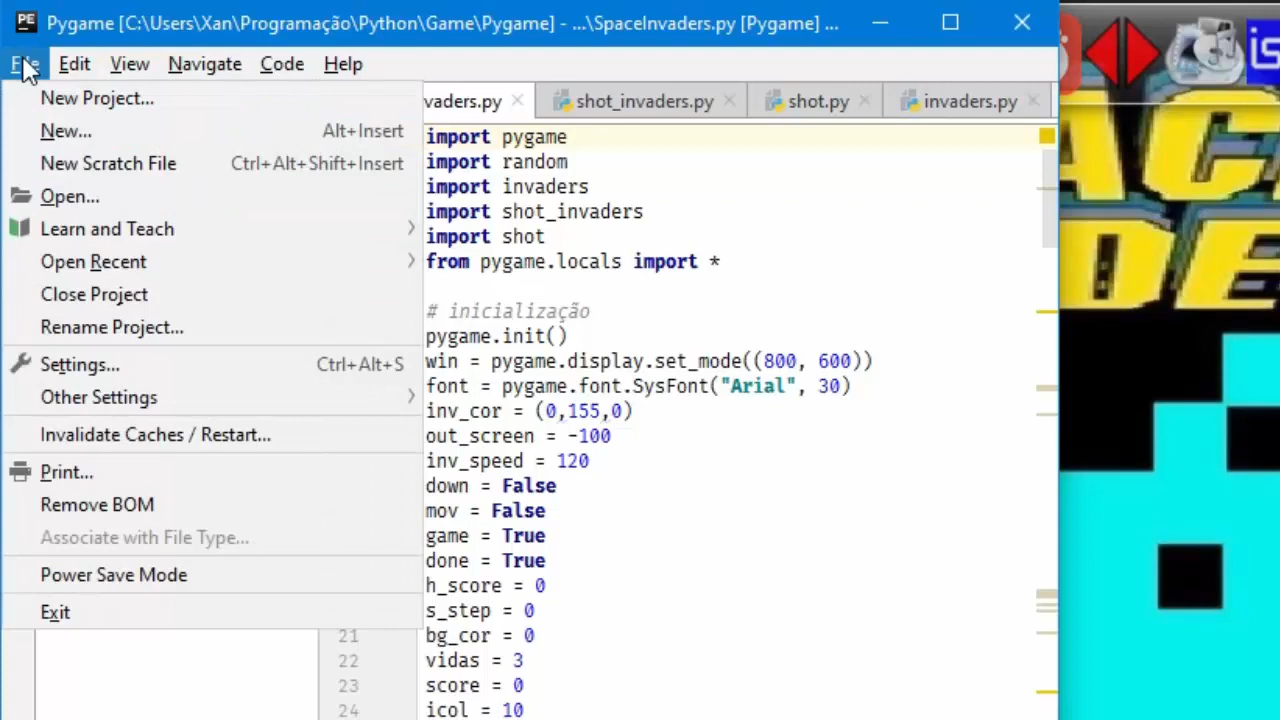 Pygame [C:\Users\Xan\Programação\Python\Game\Pygame] - ...\SpaceInvaders.py [Pygame] ...
File Edit View Navigate Code Help
New Project...
New... Alt+Insert
New Scratch File Ctrl+Alt+Shift+Insert
Open...
Learn and Teach
Open Recent
Close Project
Rename Project...
Settings... Ctrl+Alt+S
Other Settings
Invalidate Caches / Restart...
Print...
Remove BOM
Associate with File Type...
Power Save Mode
Exit
vaders.py shot_invaders.py shot.py invaders.py
import pygame
import random
import invaders
import shot_invaders
import shot
from pygame.locals import *
# inicialização
pygame.init()
win = pygame.display.set_mode((800, 600))
font = pygame.font.SysFont("Arial", 30)
inv_cor = (0,155,0)
out_screen = -100
inv_speed = 120
down = False
mov = False
game = True
done = True
h_score = 0
s_step = 0
21 bg_cor = 0
22 vidas = 3
23 score = 0
24 icol = 10
is
AC
DE